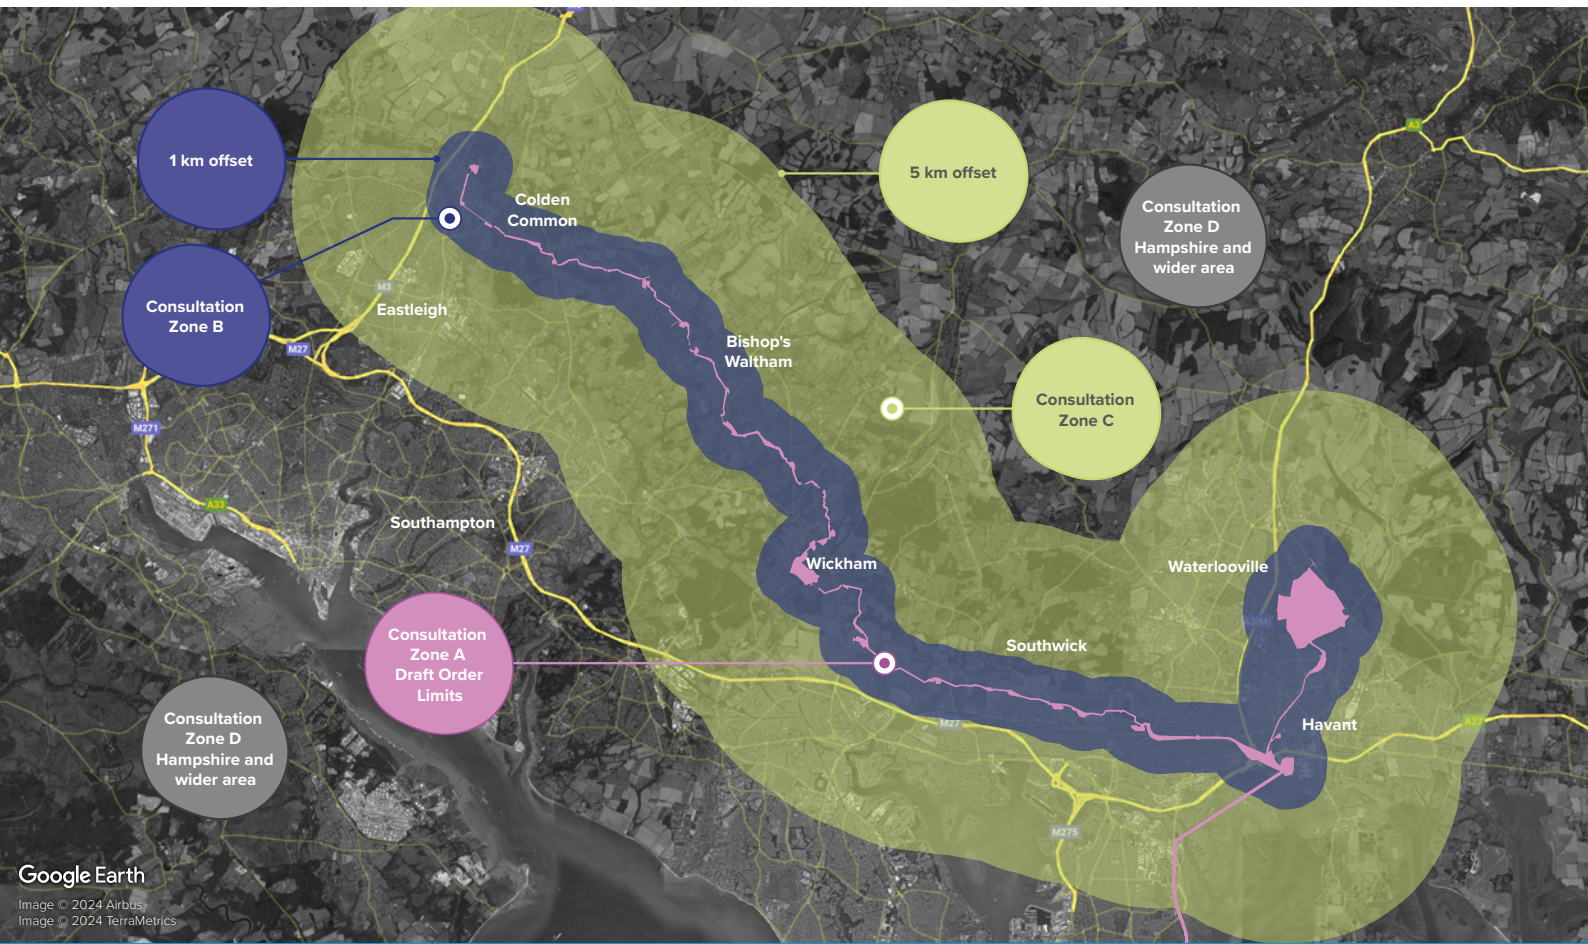 1 km offset
5 km offset
Consultation
Zone D
Hampshire and
wider area
A3
Colden
Common
Consultation
Zone B
M3
Eastleigh
M27
Bishop's
Waltham
Consultation
Zone C
M271
A33
Southampton
M27
Wickham
Waterlooville
A3(M)
Consultation
Zone A
Draft Order
Limits
Southwick
Consultation
Zone D
Hampshire and
wider area
M27
Havant
A27
M275
Google Earth
Image © 2024 Airbus
Image © 2024 TerraMetrics